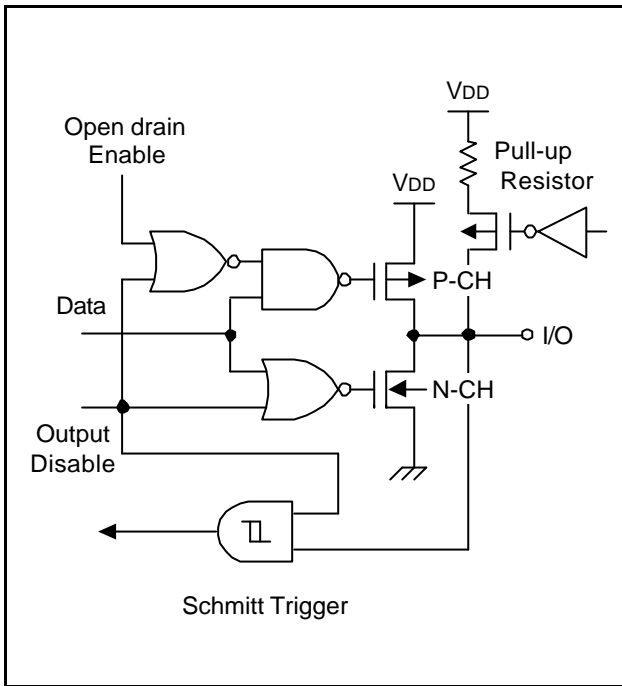 VDD
Open drain
Enable
Pull-up
Resistor
VDD
P-CH
Data
I/O
N-CH
Output
Disable
Schmitt Trigger